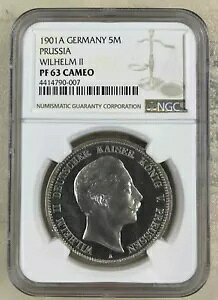 1901A GERMANY 5M
PRUSSIA
WILHELM II
PF 63 CAMEO
4414790-007
NUMISMATIC GUARANTY CORPORATION
NGC
WILHELM II DEUTSCHER KAISER KÖNIG V. PREUSSEN
A